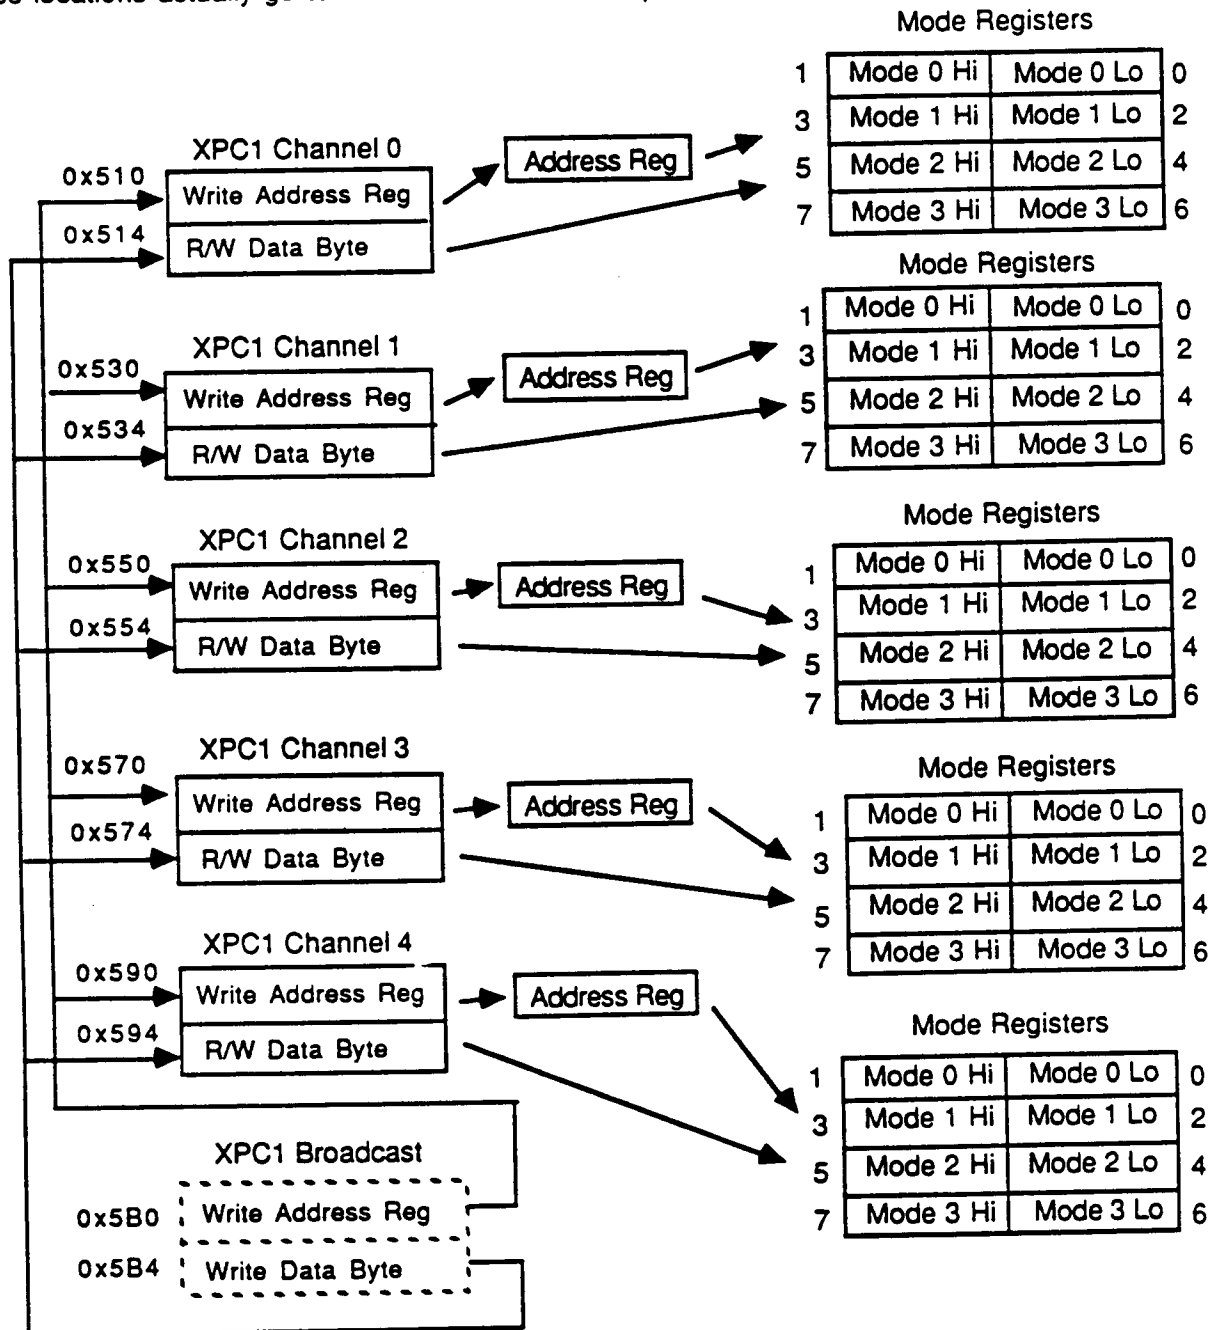 locations actually go
Mode Registers
1 Mode 0 Hi Mode 0 Lo 0
3 Mode 1 Hi Mode 1 Lo 2
5 Mode 2 Hi Mode 2 Lo 4
7 Mode 3 Hi Mode 3 Lo 6
XPC1 Channel 0
0x510
Write Address Reg
Address Reg
0x514
R/W Data Byte
Mode Registers
1 Mode 0 Hi Mode 0 Lo 0
3 Mode 1 Hi Mode 1 Lo 2
5 Mode 2 Hi Mode 2 Lo 4
7 Mode 3 Hi Mode 3 Lo 6
XPC1 Channel 1
0x530
Write Address Reg
Address Reg
0x534
R/W Data Byte
Mode Registers
1 Mode 0 Hi Mode 0 Lo 0
3 Mode 1 Hi Mode 1 Lo 2
5 Mode 2 Hi Mode 2 Lo 4
7 Mode 3 Hi Mode 3 Lo 6
XPC1 Channel 2
0x550
Write Address Reg
Address Reg
0x554
R/W Data Byte
Mode Registers
1 Mode 0 Hi Mode 0 Lo 0
3 Mode 1 Hi Mode 1 Lo 2
5 Mode 2 Hi Mode 2 Lo 4
7 Mode 3 Hi Mode 3 Lo 6
XPC1 Channel 3
0x570
Write Address Reg
Address Reg
0x574
R/W Data Byte
Mode Registers
1 Mode 0 Hi Mode 0 Lo 0
3 Mode 1 Hi Mode 1 Lo 2
5 Mode 2 Hi Mode 2 Lo 4
7 Mode 3 Hi Mode 3 Lo 6
XPC1 Channel 4
0x590
Write Address Reg
Address Reg
0x594
R/W Data Byte
XPC1 Broadcast
0x5B0 Write Address Reg
0x5B4 Write Data Byte